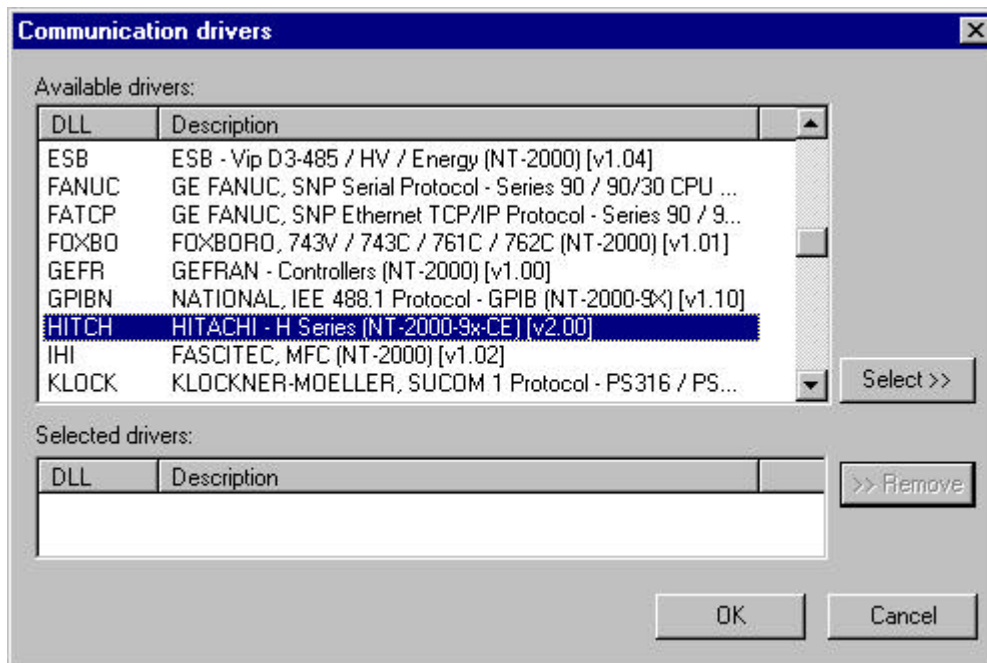 Communication drivers
Available drivers:
DLL Description
ESB ESB - Vip D3-485 / HV / Energy (NT-2000) [v1.04]
FANUC GE FANUC, SNP Serial Protocol - Series 90 / 90/30 CPU ...
FATCP GE FANUC, SNP Ethernet TCP/IP Protocol - Series 90 / 9...
FOXBO FOXBORO, 743V / 743C / 761C / 762C (NT-2000) [v1.01]
GEFR GEFRAN - Controllers (NT-2000) [v1.00]
GPIBN NATIONAL, IEE 488.1 Protocol - GPIB (NT-2000-9X) [v1.10]
HITCH HITACHI - H Series (NT-2000-9x-CE) [v2.00]
IHI FASCITEC, MFC (NT-2000) [v1.02]
KLOCK KLOCKNER-MOELLER, SUCOM 1 Protocol - PS316 / PS...
Select >>
Selected drivers:
DLL Description
>> Remove
OK Cancel